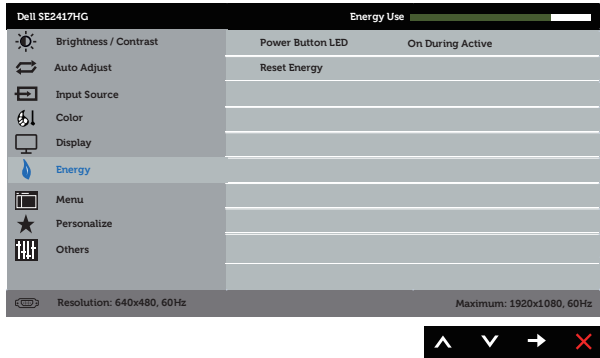 Dell SE2417HG
Energy Use
Brightness / Contrast
Power Button LED
On During Active
Auto Adjust
Reset Energy
Input Source
Color
Display
Energy
Menu
Personalize
Others
Resolution: 640x480, 60Hz
Maximum: 1920x1080, 60Hz